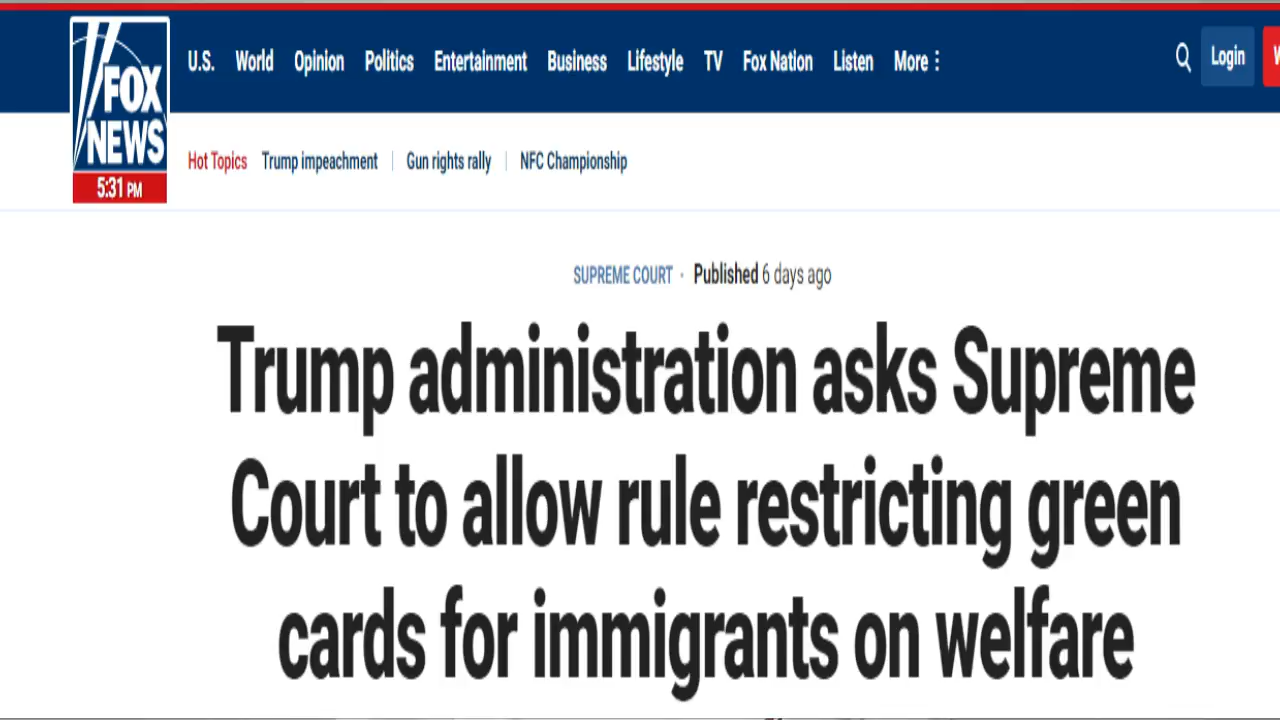 U.S. World Opinion Politics Entertainment Business Lifestyle TV Fox Nation Listen More Login
FOX
NEWS
5:31 PM
Hot Topics Trump impeachment Gun rights rally NFC Championship
SUPREME COURT · Published 6 days ago
Trump administration asks Supreme
Court to allow rule restricting green
cards for immigrants on welfare